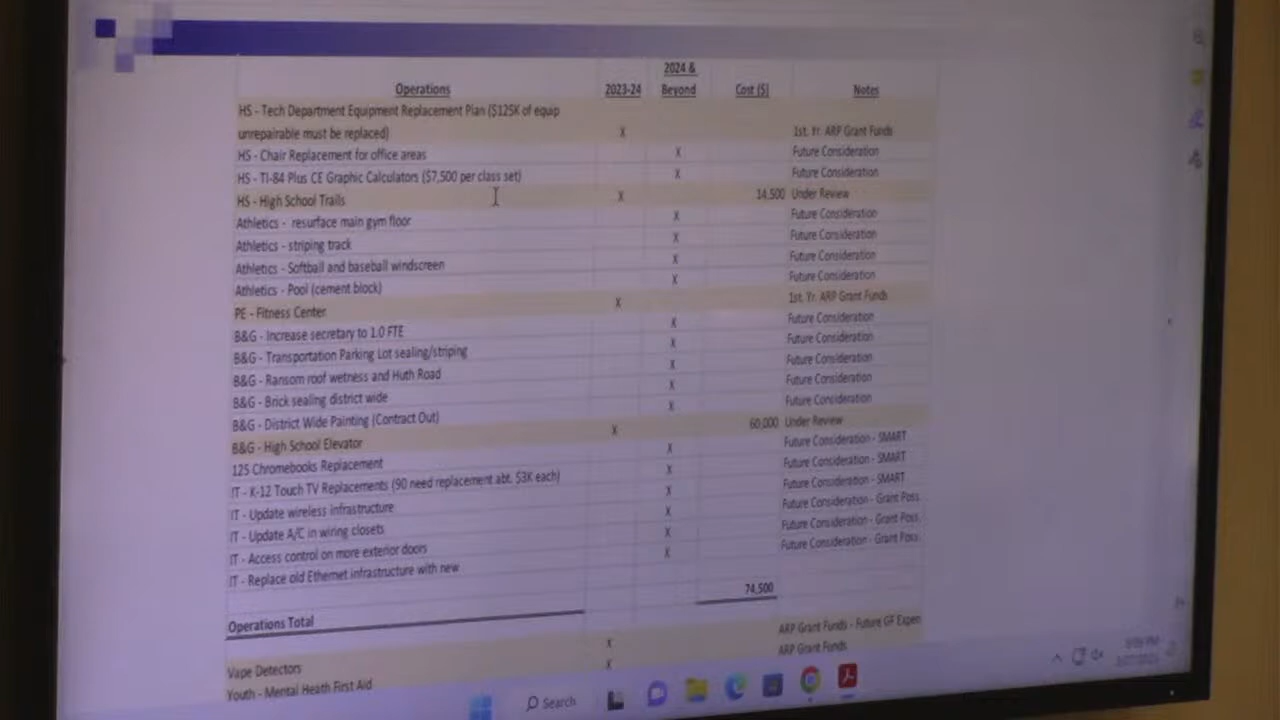 2024 &
Operations 2023-24 Beyond Cost ($) Notes
HS - Tech Department Equipment Replacement Plan ($125K of equip
unrepairable must be replaced) X 1st. Yr. ARP Grant Funds
HS - Chair Replacement for office areas X Future Consideration
HS - TI-84 Plus CE Graphic Calculators ($7,500 per class set) X Future Consideration
HS - High School Trails X 14,500 Under Review
Athletics - resurface main gym floor X Future Consideration
Athletics - striping track X Future Consideration
Athletics - Softball and baseball windscreen X Future Consideration
Athletics - Pool (cement block) X Future Consideration
PE - Fitness Center X 1st. Yr. ARP Grant Funds
B&G - Increase secretary to 1.0 FTE X Future Consideration
B&G - Transportation Parking Lot sealing/striping X Future Consideration
B&G - Ransom roof wetness and Huth Road X Future Consideration
B&G - Brick sealing district wide X Future Consideration
B&G - District Wide Painting (Contract Out) X Future Consideration
B&G - High School Elevator X 60,000 Under Review
125 Chromebooks Replacement X Future Consideration - SMART
IT - K-12 Touch TV Replacements (90 need replacement abt. $3K each) X Future Consideration - SMART
IT - Update wireless infrastructure X Future Consideration - SMART
IT - Update A/C in wiring closets X Future Consideration - Grant Poss.
IT - Access control on more exterior doors X Future Consideration - Grant Poss.
IT - Replace old Ethernet infrastructure with new X Future Consideration - Grant Poss.
Operations Total 74,500
Vape Detectors X ARP Grant Funds - Future GF Expen
Youth - Mental Heath First Aid X ARP Grant Funds
Search